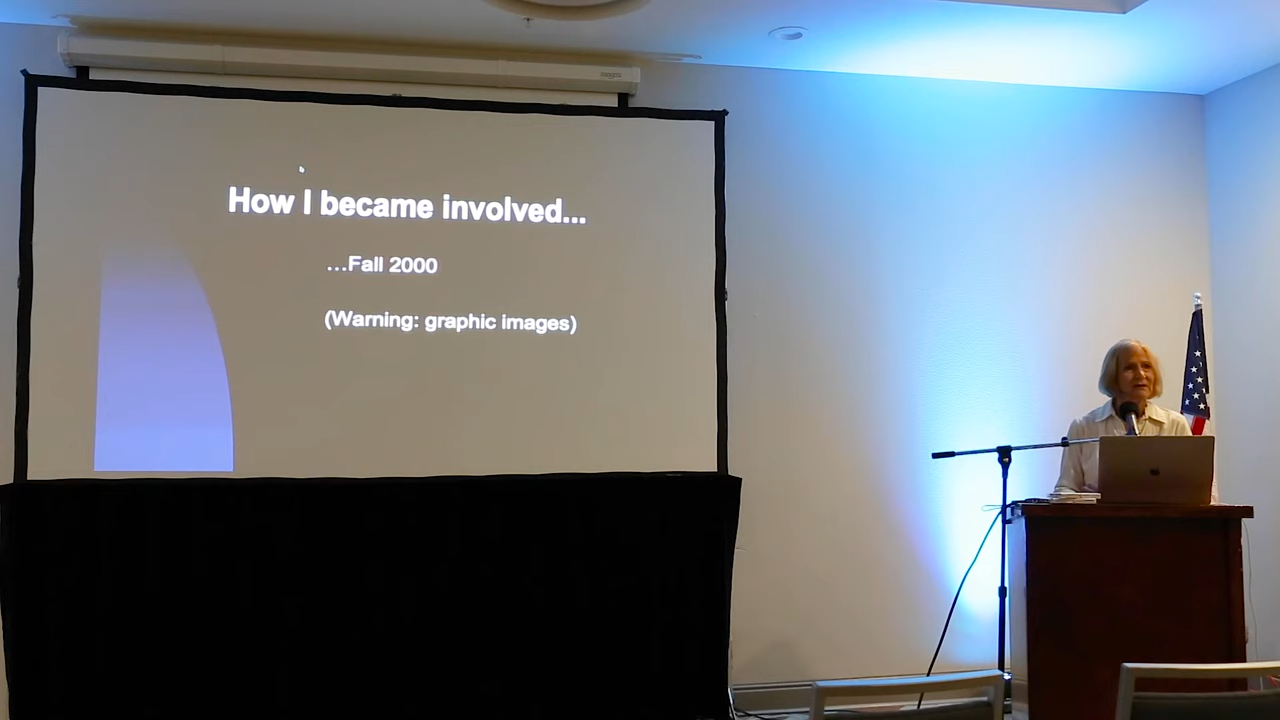 How I became involved...
...Fall 2000
(Warning: graphic images)